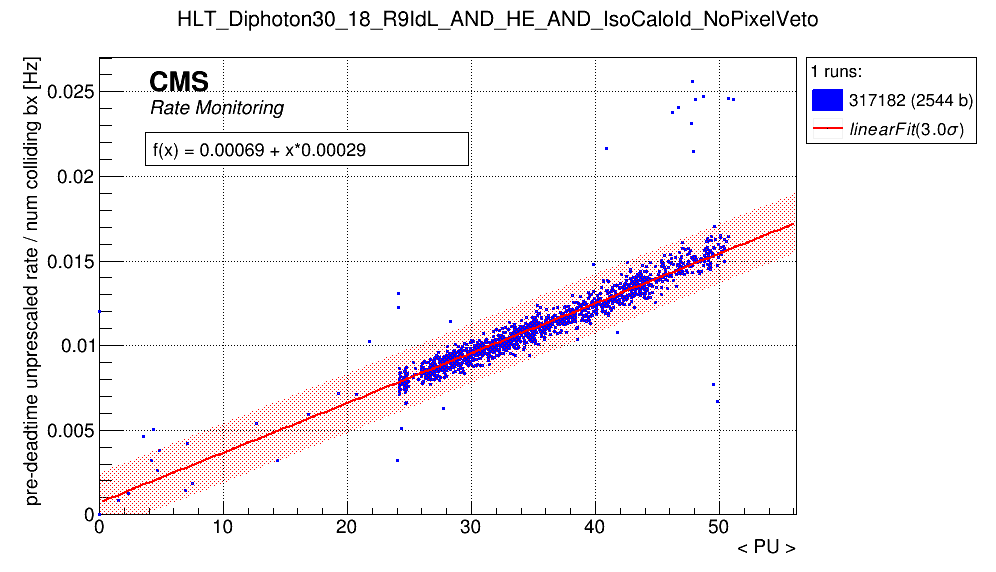 HLT_Diphoton30_18_R9IdL_AND_HE_AND_IsoCaloId_NoPixelVeto
CMS
Rate Monitoring
f(x) = 0.00069 + x*0.00029
1 runs:
317182 (2544 b)
linearFit(3.0σ)
pre-deadtime unprescaled rate / num colliding bx [Hz]
0.025
0.02
0.015
0.01
0.005
0
0 10 20 30 40 50
< PU >